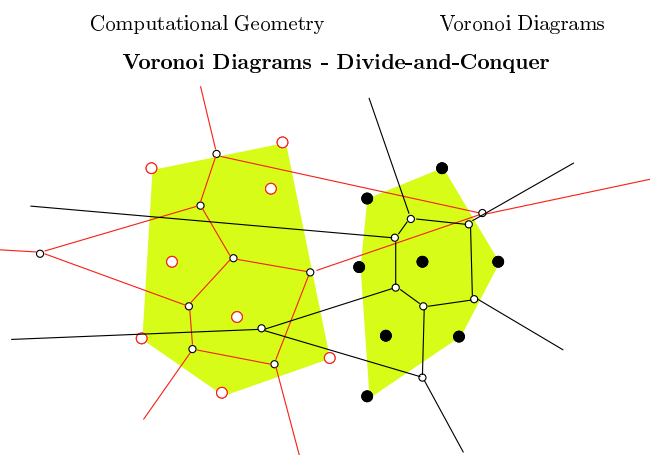 Computational Geometry Voronoi Diagrams
Voronoi Diagrams - Divide-and-Conquer